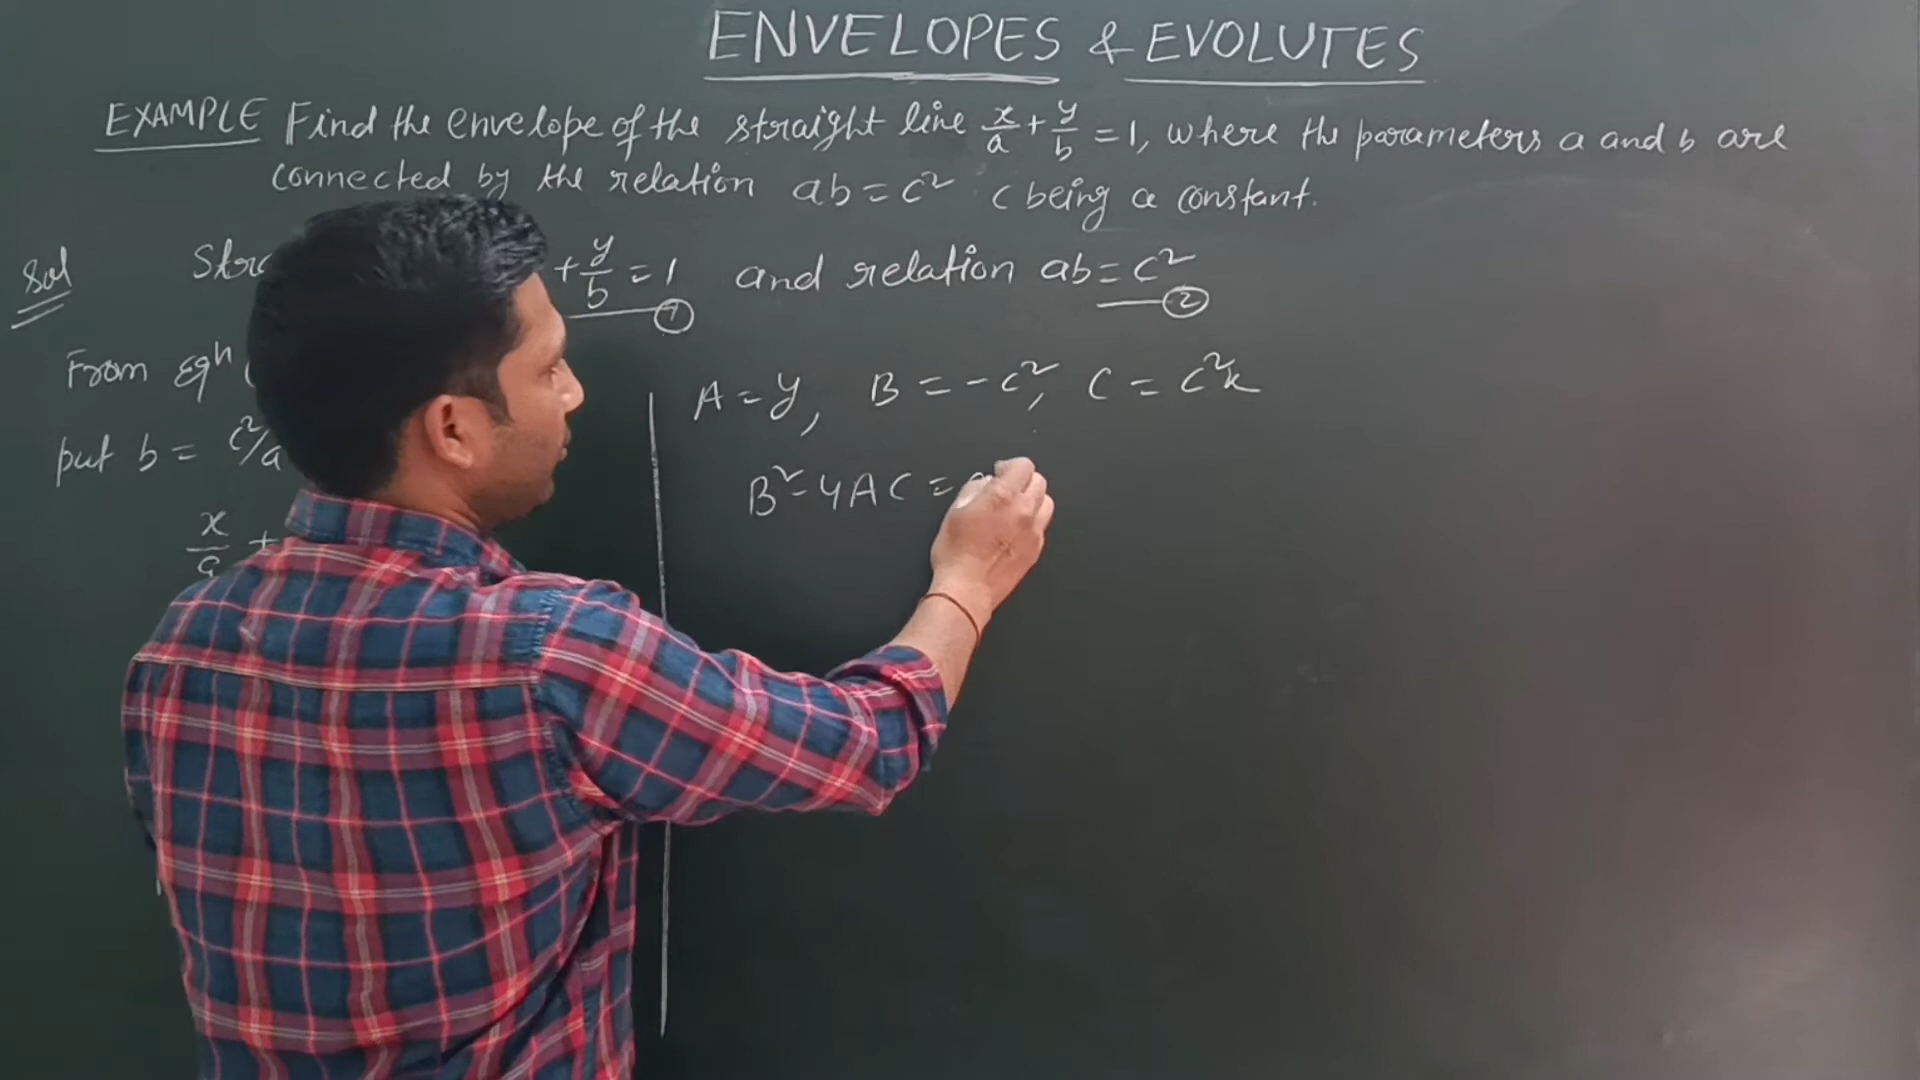 ENVELOPES & EVOLUTES
EXAMPLE Find the envelope of the straight line x/a + y/b = 1, where the parameters a and b are
connected by the relation ab = c² c being a constant.
Sol + y/b = 1 ① and relation ab = c² ②
From Eqⁿ
put b = c²/a
x/a +
A = y, B = -c², C = c²x
B² - 4AC =